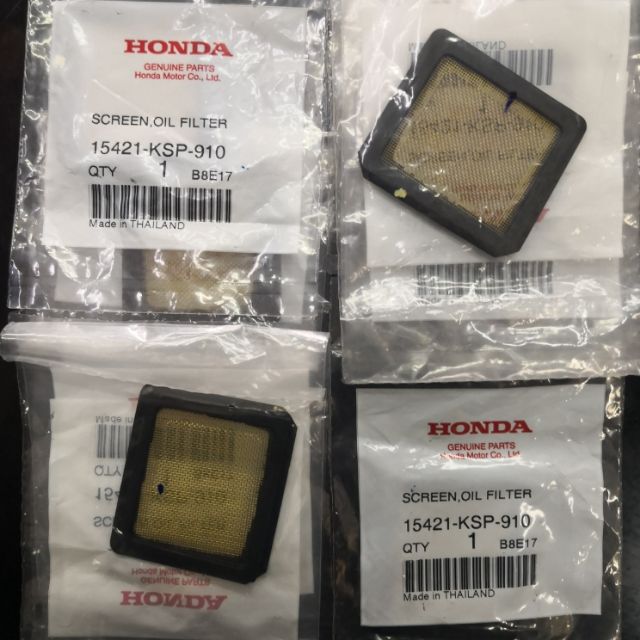 HONDA
GENUINE PARTS
Honda Motor Co., Ltd.
SCREEN,OIL FILTER
15421-KSP-910
QTY 1 B8E17
Made in THAILAND
HONDA
GENUINE PARTS
Honda Motor Co., Ltd.
SCREEN,OIL FILTER
15421-KSP-910
QTY 1 B8E17
Made in THAILAND